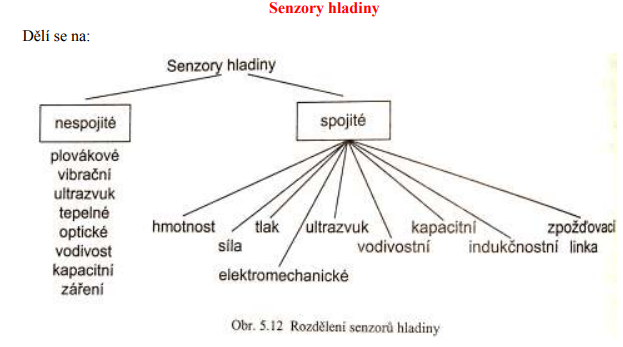 Senzory hladiny
Dělí se na:
Senzory hladiny
nespojité
spojité
plovákové
vibrační
ultrazvuk
tepelné
optické
vodivost
kapacitní
záření
hmotnost
síla
tlak
elektromechanické
ultrazvuk
vodivostní
kapacitní
indukčnostní
zpožďovací
linka
Obr. 5.12 Rozdělení senzorů hladiny